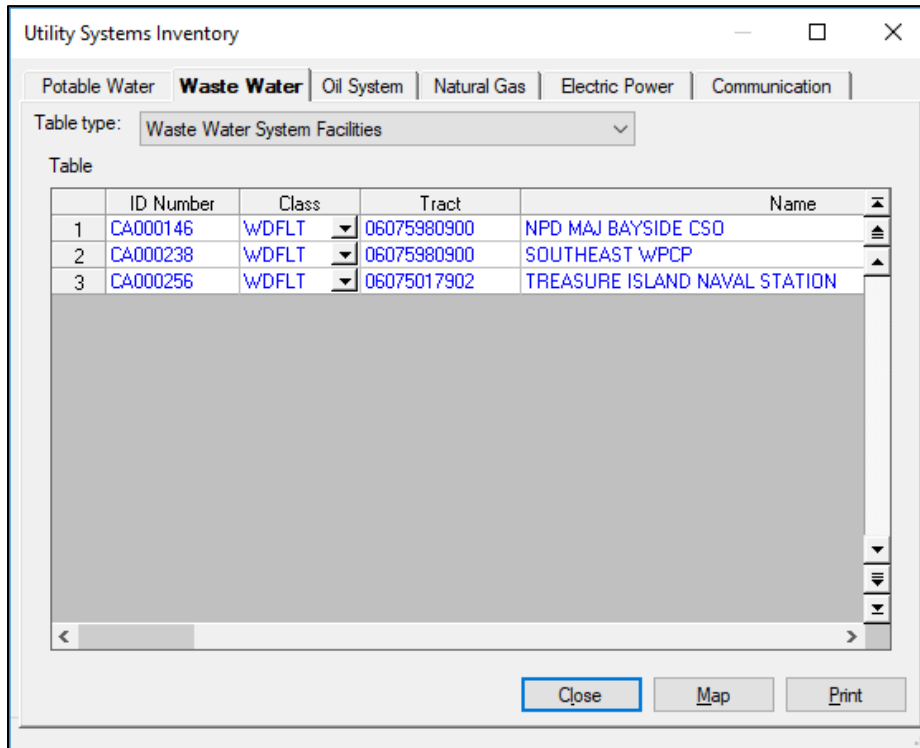 Utility Systems Inventory
Potable Water Waste Water Oil System Natural Gas Electric Power Communication
Table type: Waste Water System Facilities
Table
ID Number Class Tract Name
1 CA000146 WDFLT 06075980900 NPD MAJ BAYSIDE CSO
2 CA000238 WDFLT 06075980900 SOUTHEAST WPCP
3 CA000256 WDFLT 06075017902 TREASURE ISLAND NAVAL STATION
Close Map Print